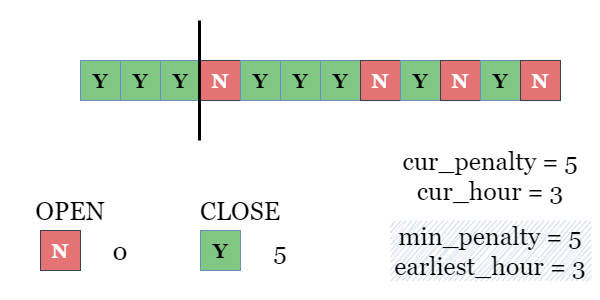 Y Y Y N Y Y Y N Y N Y N
cur_penalty = 5
cur_hour = 3
OPEN CLOSE
N 0 Y 5
min_penalty = 5
earliest_hour = 3